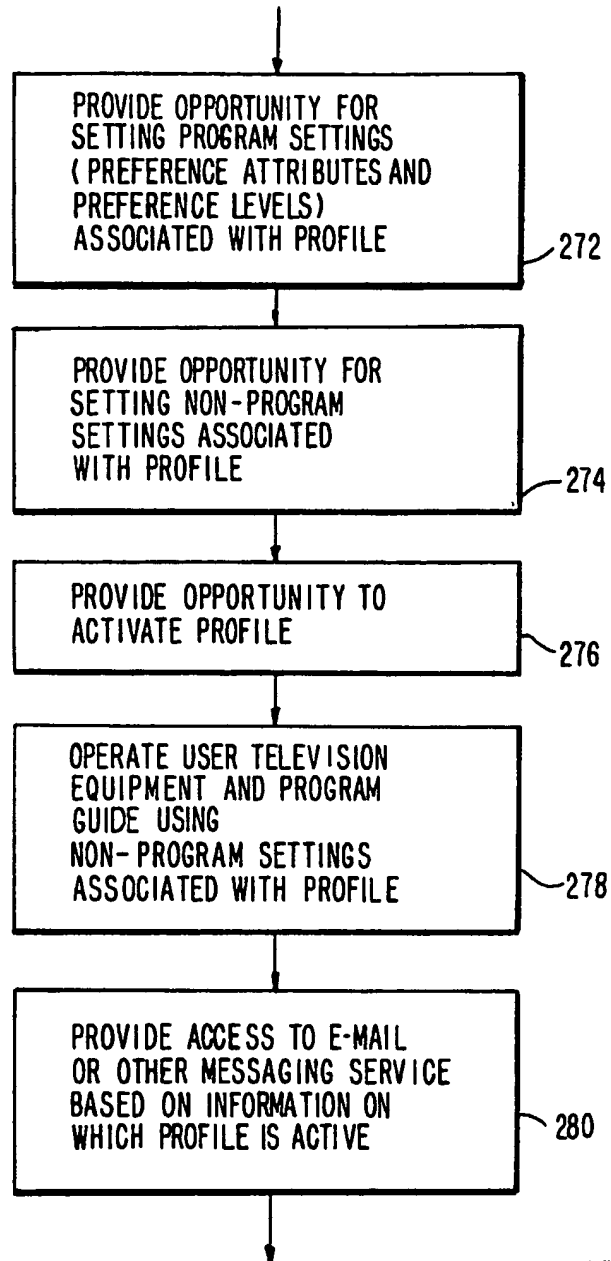 PROVIDE OPPORTUNITY FOR
SETTING PROGRAM SETTINGS
(PREFERENCE ATTRIBUTES AND
PREFERENCE LEVELS)
ASSOCIATED WITH PROFILE
272
PROVIDE OPPORTUNITY FOR
SETTING NON-PROGRAM
SETTINGS ASSOCIATED
WITH PROFILE
274
PROVIDE OPPORTUNITY TO
ACTIVATE PROFILE
276
OPERATE USER TELEVISION
EQUIPMENT AND PROGRAM
GUIDE USING
NON-PROGRAM SETTINGS
ASSOCIATED WITH PROFILE
278
PROVIDE ACCESS TO E-MAIL
OR OTHER MESSAGING SERVICE
BASED ON INFORMATION ON
WHICH PROFILE IS ACTIVE
280